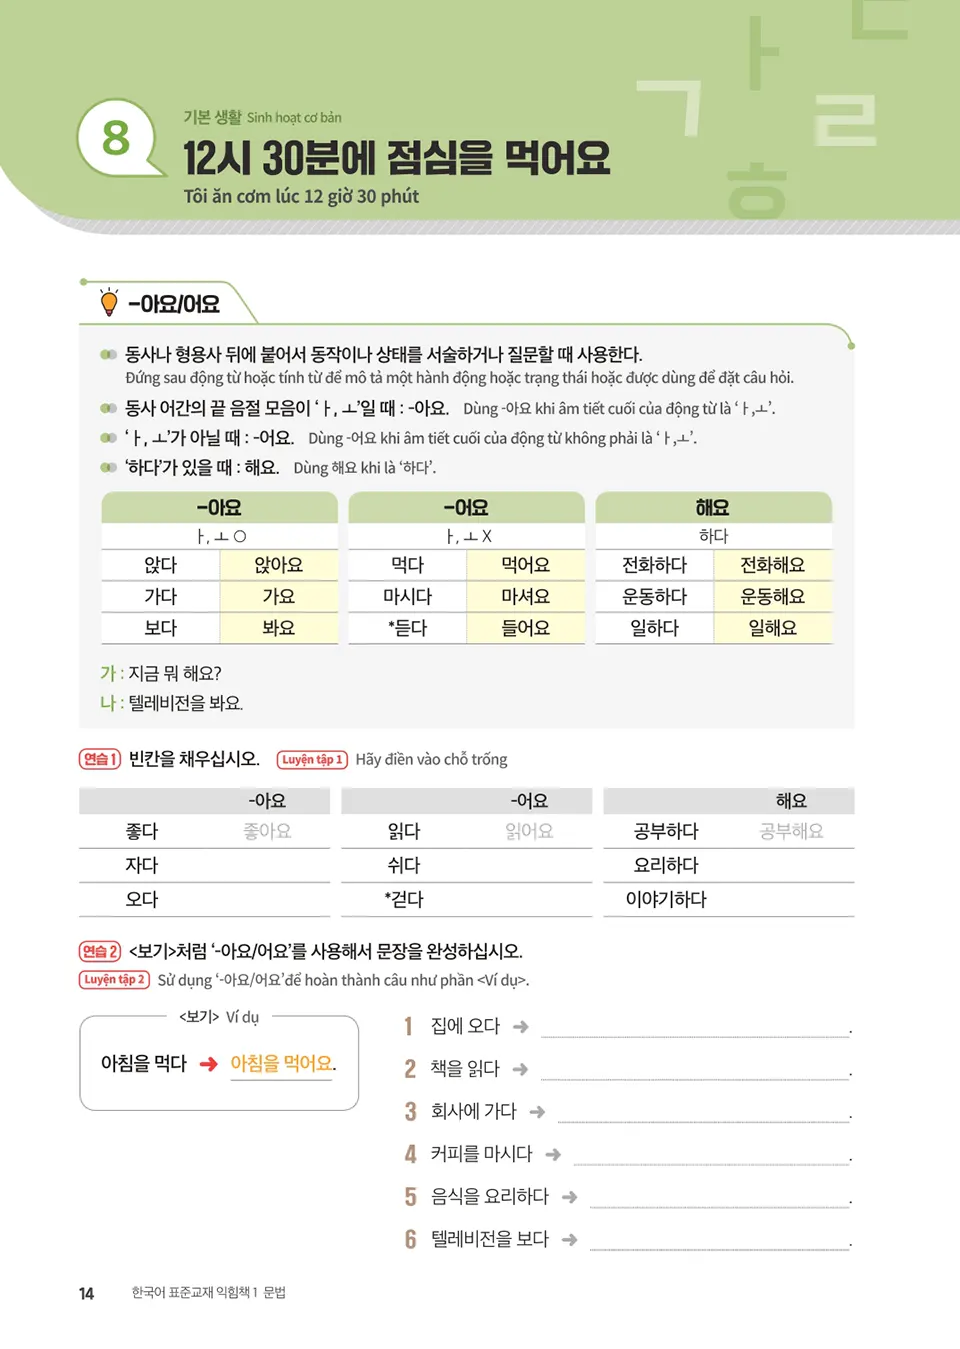 8
기본 생활 Sinh hoạt cơ bản
12시 30분에 점심을 먹어요
Tôi ăn cơm lúc 12 giờ 30 phút
ㄱ ㅏ ㄷ ㄹ ㅎ
-아요/어요
동사나 형용사 뒤에 붙어서 동작이나 상태를 서술하거나 질문할 때 사용한다.
Đứng sau động từ hoặc tính từ để mô tả một hành động hoặc trạng thái hoặc được dùng để đặt câu hỏi.
동사 어간의 끝 음절 모음이 ‘ㅏ, ㅗ’일 때 : -아요. Dùng -아요 khi âm tiết cuối của động từ là ‘ㅏ,ㅗ’.
‘ㅏ, ㅗ’가 아닐 때 : -어요. Dùng -어요 khi âm tiết cuối của động từ không phải là ‘ㅏ,ㅗ’.
‘하다’가 있을 때 : 해요. Dùng 해요 khi là ‘하다’.
-아요 -어요 해요
ㅏ, ㅗ O ㅏ, ㅗ X 하다
앉다 앉아요 먹다 먹어요 전화하다 전화해요
가다 가요 마시다 마셔요 운동하다 운동해요
보다 봐요 *듣다 들어요 일하다 일해요
가 : 지금 뭐 해요?
나 : 텔레비전을 봐요.
연습 1 빈칸을 채우십시오. Luyện tập 1 Hãy điền vào chỗ trống
-아요 -어요 해요
좋다 좋아요 읽다 읽어요 공부하다 공부해요
자다 쉬다 요리하다
오다 *걷다 이야기하다
연습 2 <보기>처럼 ‘-아요/어요’를 사용해서 문장을 완성하십시오.
Luyện tập 2 Sử dụng ‘-아요/어요’để hoàn thành câu như phần <Ví dụ>.
<보기> Ví dụ
아침을 먹다 ➜ 아침을 먹어요.
1 집에 오다 ➜ .
2 책을 읽다 ➜ .
3 회사에 가다 ➜ .
4 커피를 마시다 ➜ .
5 음식을 요리하다 ➜ .
6 텔레비전을 보다 ➜ .
14 한국어 표준교재 익힘책 1 문법